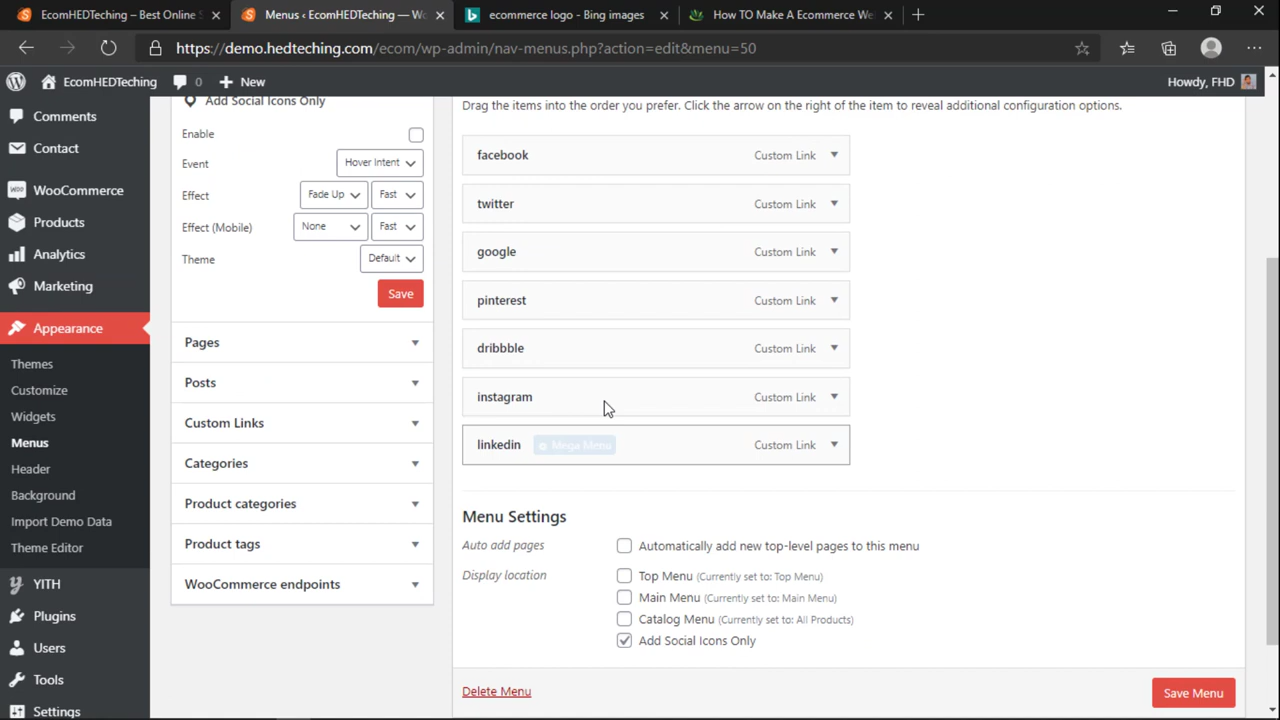 EcomHEDTeching – Best Online S
Menus ‹ EcomHEDTeching — Wo
ecommerce logo - Bing images
How TO Make A Ecommerce We
https://demo.hedteching.com/ecom/wp-admin/nav-menus.php?action=edit&menu=50
EcomHEDTeching
0
New
Howdy, FHD
Comments
Contact
WooCommerce
Products
Analytics
Marketing
Appearance
Themes
Customize
Widgets
Menus
Header
Background
Import Demo Data
Theme Editor
YITH
Plugins
Users
Tools
Settings
Add Social Icons Only
Enable
Event Hover Intent
Effect Fade Up Fast
Effect (Mobile) None Fast
Theme Default
Save
Pages
Posts
Custom Links
Categories
Product categories
Product tags
WooCommerce endpoints
Drag the items into the order you prefer. Click the arrow on the right of the item to reveal additional configuration options.
facebook Custom Link
twitter Custom Link
google Custom Link
pinterest Custom Link
dribbble Custom Link
instagram Custom Link
linkedin Mega Menu Custom Link
Menu Settings
Auto add pages Automatically add new top-level pages to this menu
Display location Top Menu (Currently set to: Top Menu)
Main Menu (Currently set to: Main Menu)
Catalog Menu (Currently set to: All Products)
Add Social Icons Only
Delete Menu Save Menu